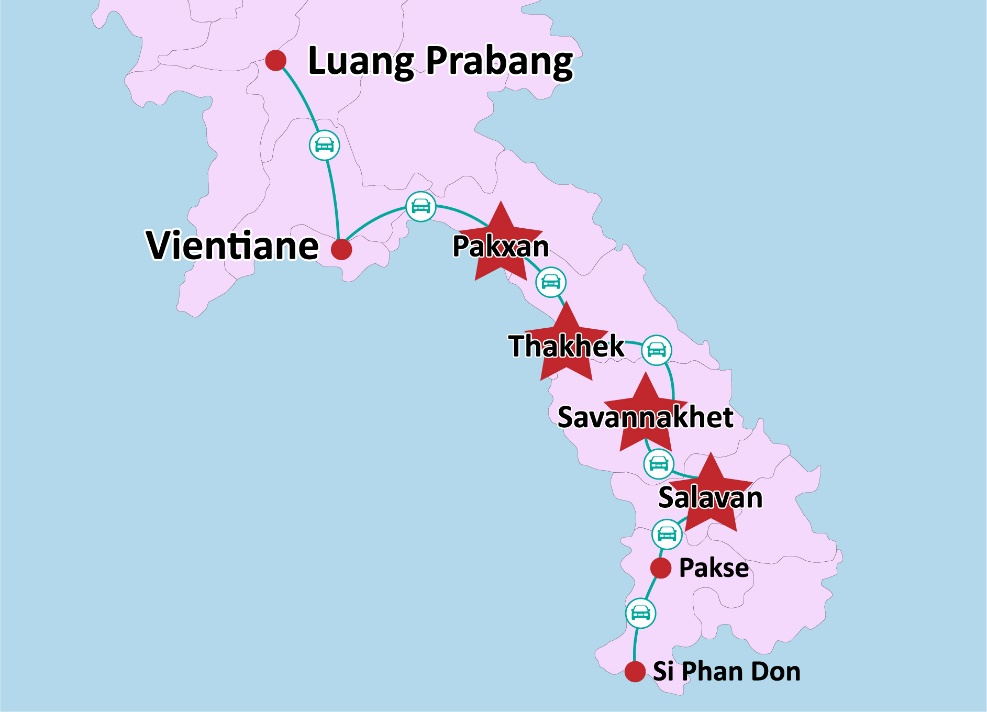 Luang Prabang
Vientiane
Pakxan
Thakhek
Savannakhet
Salavan
Pakse
Si Phan Don